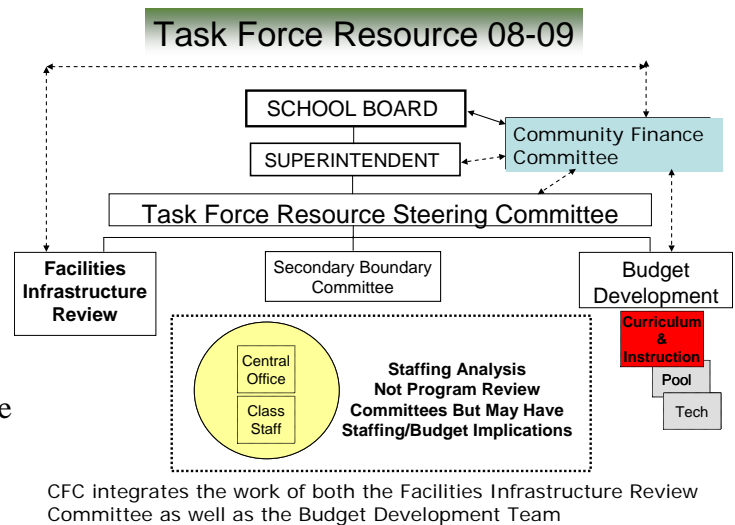 Task Force Resource 08-09
SCHOOL BOARD
Community Finance
Committee
SUPERINTENDENT
Task Force Resource Steering Committee
Facilities
Infrastructure
Review
Secondary Boundary
Committee
Budget
Development
Curriculum
&
Instruction
Pool
Tech
Central
Office
Class
Staff
Staffing Analysis
Not Program Review
Committees But May Have
Staffing/Budget Implications
e
CFC integrates the work of both the Facilities Infrastructure Review
Committee as well as the Budget Development Team